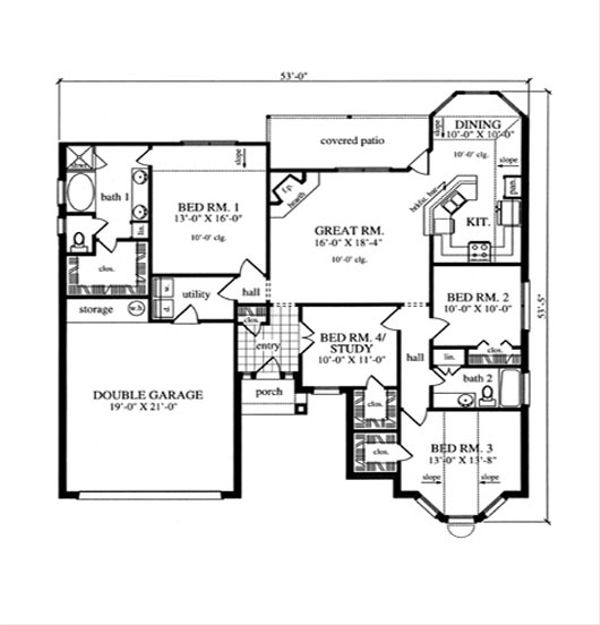 53'-0"
slope
DINING
10'-0" X 10'-0"
10'-0" clg.
slope
covered patio
bath 1
slope
BED RM. 1
13'-0" X 16'-0"
10'-0" clg.
f.p.
hearth
GREAT RM.
16'-0" X 18'-4"
10'-0" clg.
bkfst. bar
pan.
KIT.
lin.
clos.
utility
hall
storage
w.h.
clos.
entry
BED RM. 4/
STUDY
10'-0" X 11'-0"
hall
BED RM. 2
10'-0" X 10'-0"
53'-5"
clos.
lin.
bath 2
DOUBLE GARAGE
19'-0" X 21'-0"
porch
clos.
clos.
BED RM. 3
13'-0" X 13'-8"
slope
slope